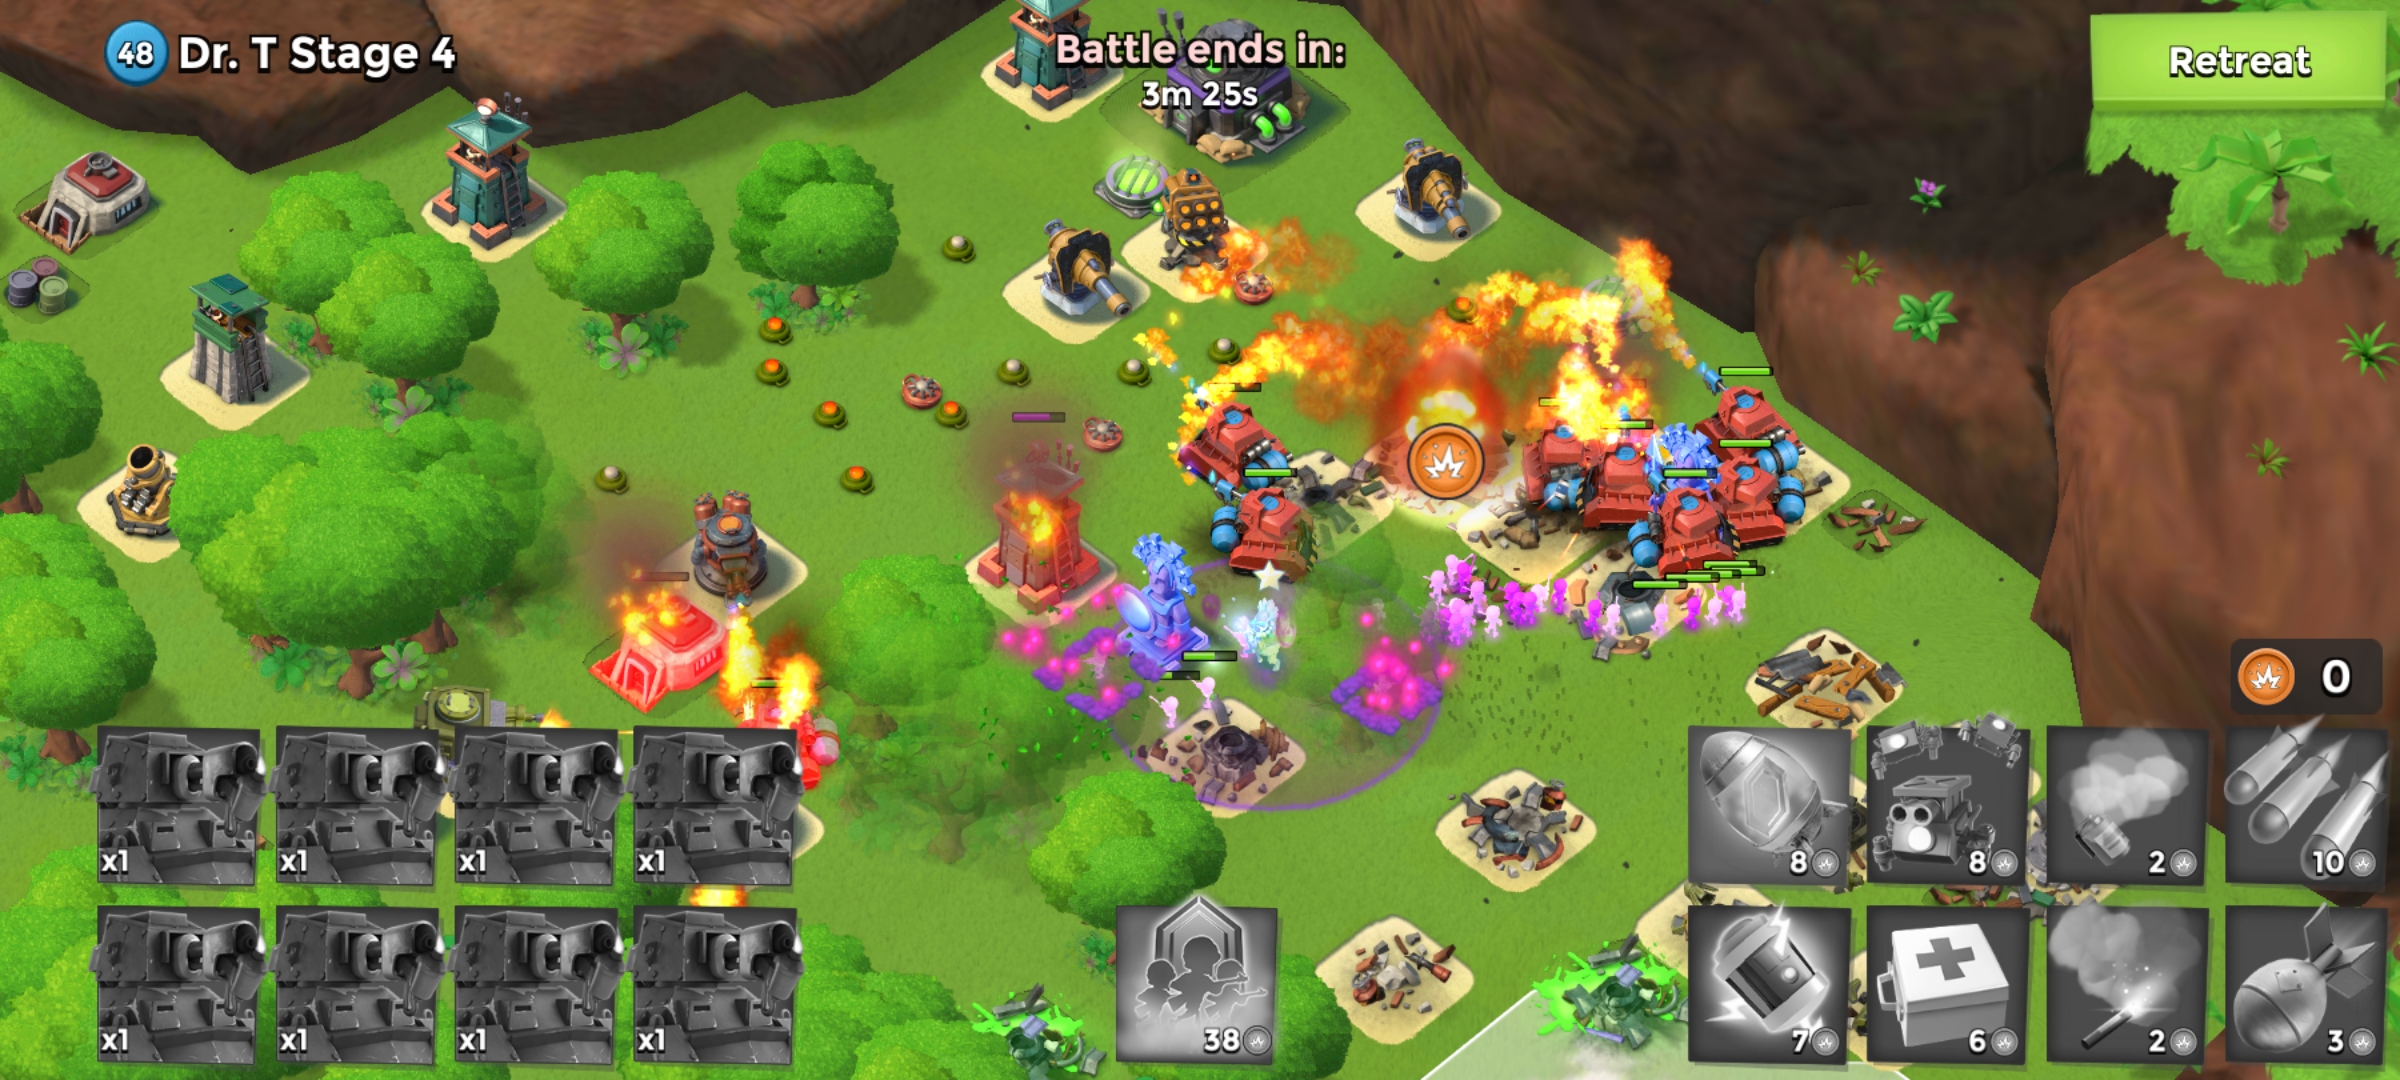 48 Dr. T Stage 4
Battle ends in:
3m 25s
Retreat
0
x1 x1 x1 x1
8 8 2 10
x1 x1 x1 x1
38
7 6 2 3